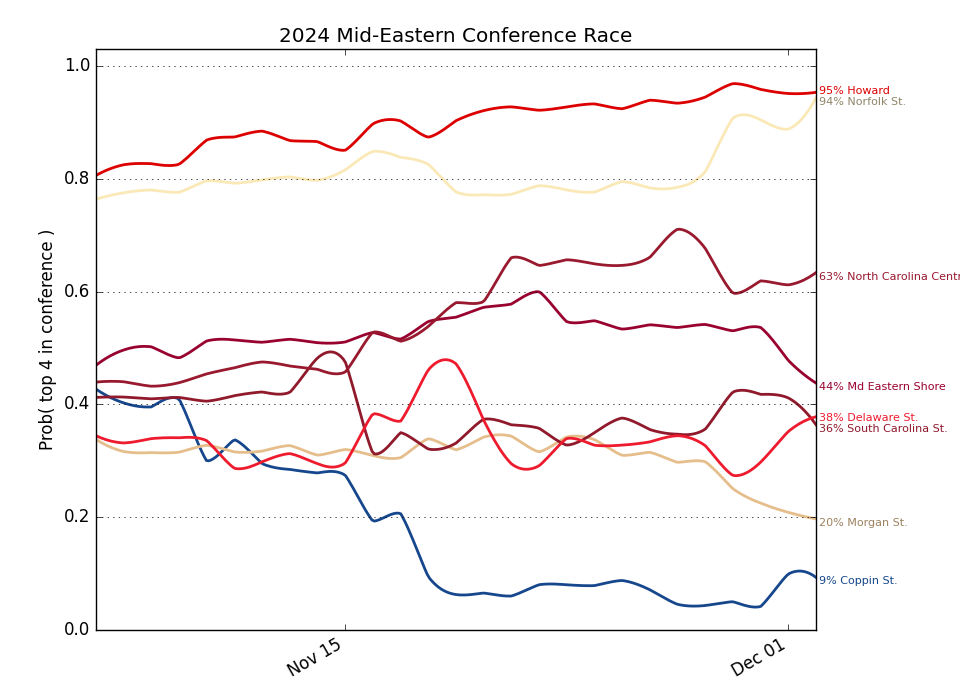 2024 Mid-Eastern Conference Race
Prob( top 4 in conference )
1.0
0.8
0.6
0.4
0.2
0.0
Nov 15
Dec 01
95% Howard
94% Norfolk St.
63% North Carolina Centr
44% Md Eastern Shore
38% Delaware St.
36% South Carolina St.
20% Morgan St.
9% Coppin St.